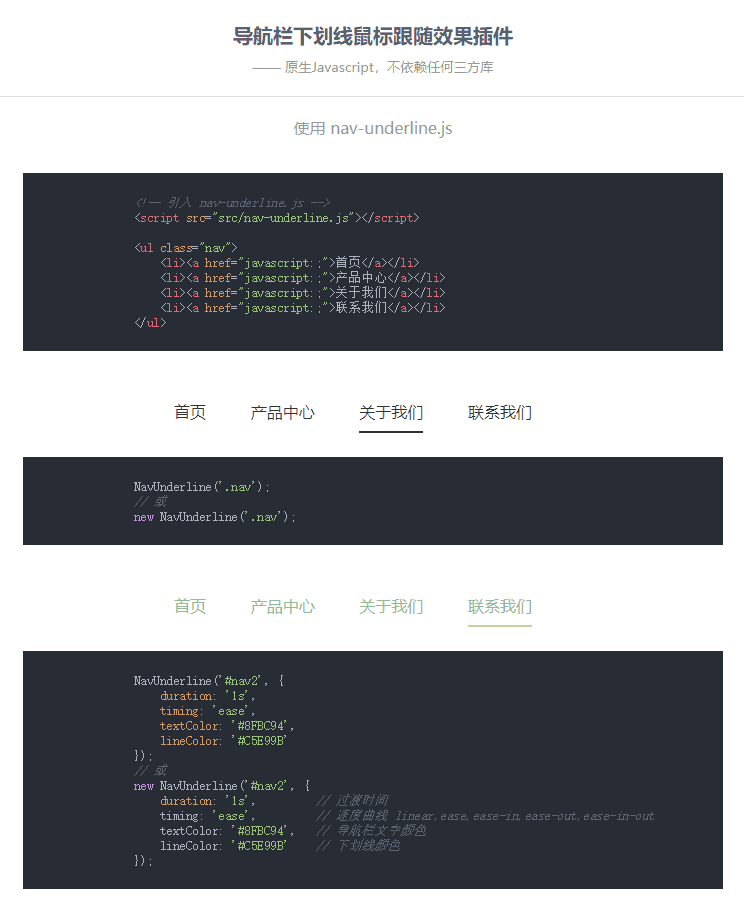 导航栏下划线鼠标跟随效果插件
—— 原生Javascript，不依赖任何三方库
使用 nav-underline.js
<!-- 引入 nav-underline.js -->
<script src="src/nav-underline.js"></script>
<ul class="nav">
<li><a href="javascript:;">首页</a></li>
<li><a href="javascript:;">产品中心</a></li>
<li><a href="javascript:;">关于我们</a></li>
<li><a href="javascript:;">联系我们</a></li>
</ul>
首页 产品中心 关于我们 联系我们
NavUnderline('.nav');
// 或
new NavUnderline('.nav');
首页 产品中心 关于我们 联系我们
NavUnderline('#nav2', {
duration: '1s',
timing: 'ease',
textColor: '#8FBC94',
lineColor: '#C5E99B'
});
// 或
new NavUnderline('#nav2', {
duration: '1s', // 过渡时间
timing: 'ease', // 速度曲线 linear,ease,ease-in,ease-out,ease-in-out
textColor: '#8FBC94', // 导航栏文字颜色
lineColor: '#C5E99B' // 下划线颜色
});